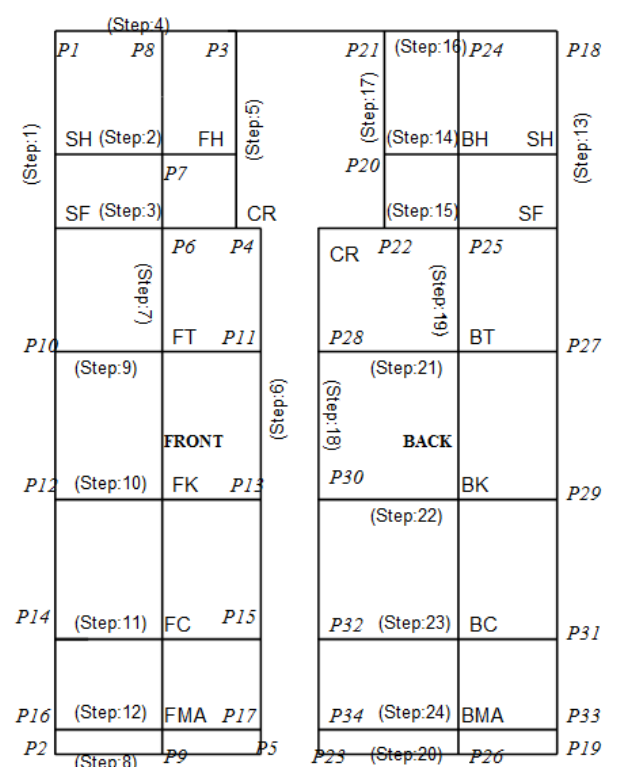 (Step:4)
P1 P8 P3 P21 (Step:16) P24 P18
(Step:1) SH (Step:2) FH (Step:5) (Step:17) (Step:14) BH SH (Step:13)
P7 P20
SF (Step:3) CR (Step:15) SF
P6 P4 CR P22 P25
(Step:7) (Step:19)
P10 FT P11 P28 BT P27
(Step:9) (Step:21)
(Step:6) (Step:18)
FRONT BACK
P12 (Step:10) FK P13 P30 BK P29
(Step:22)
P14 (Step:11) FC P15 P32 (Step:23) BC P31
P16 (Step:12) FMA P17 P34 (Step:24) BMA P33
P2 (Step:8) P9 P5 P23 (Step:20) P26 P19